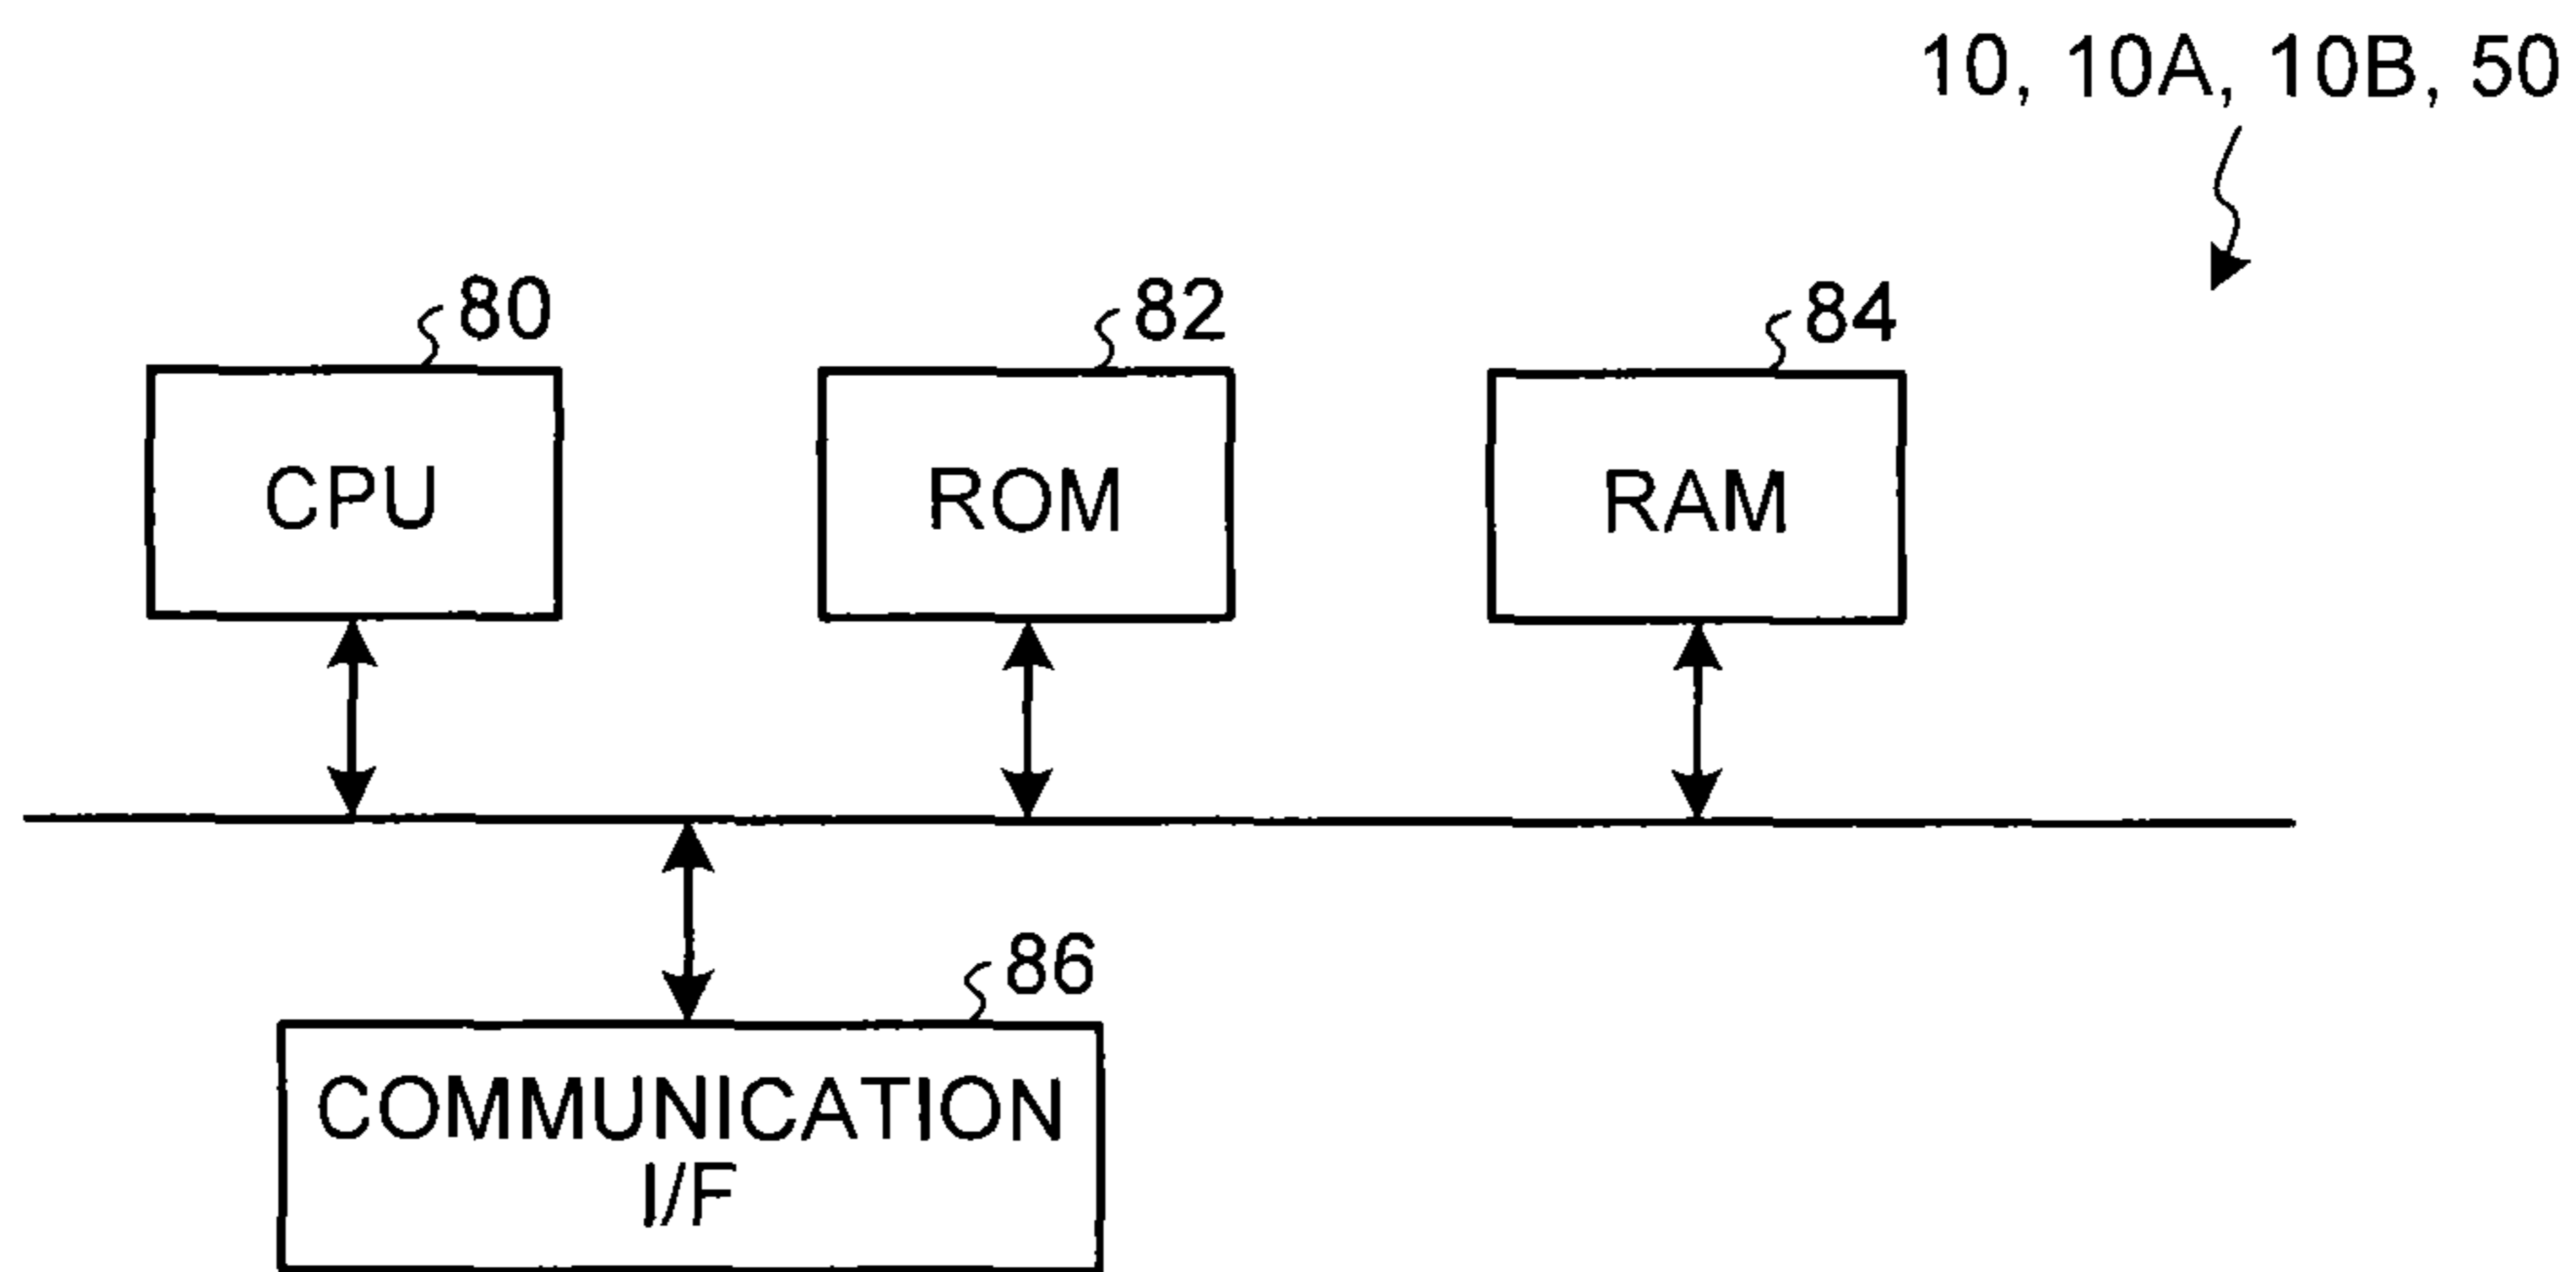 10, 10A, 10B, 50
80
82
84
CPU
ROM
RAM
86
COMMUNICATION
I/F